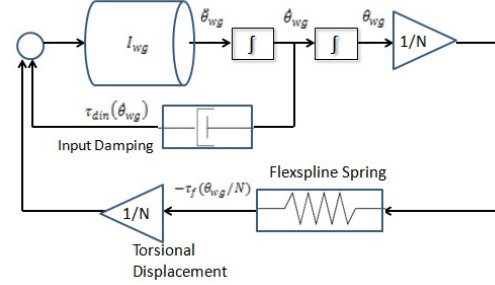 I_wg
θ̈_wg
∫
θ̇_wg
∫
θ_wg
1/N
τ_din(θ̇_wg)
Input Damping
Flexspline Spring
−τ_f(θ_wg/N)
1/N
Torsional
Displacement